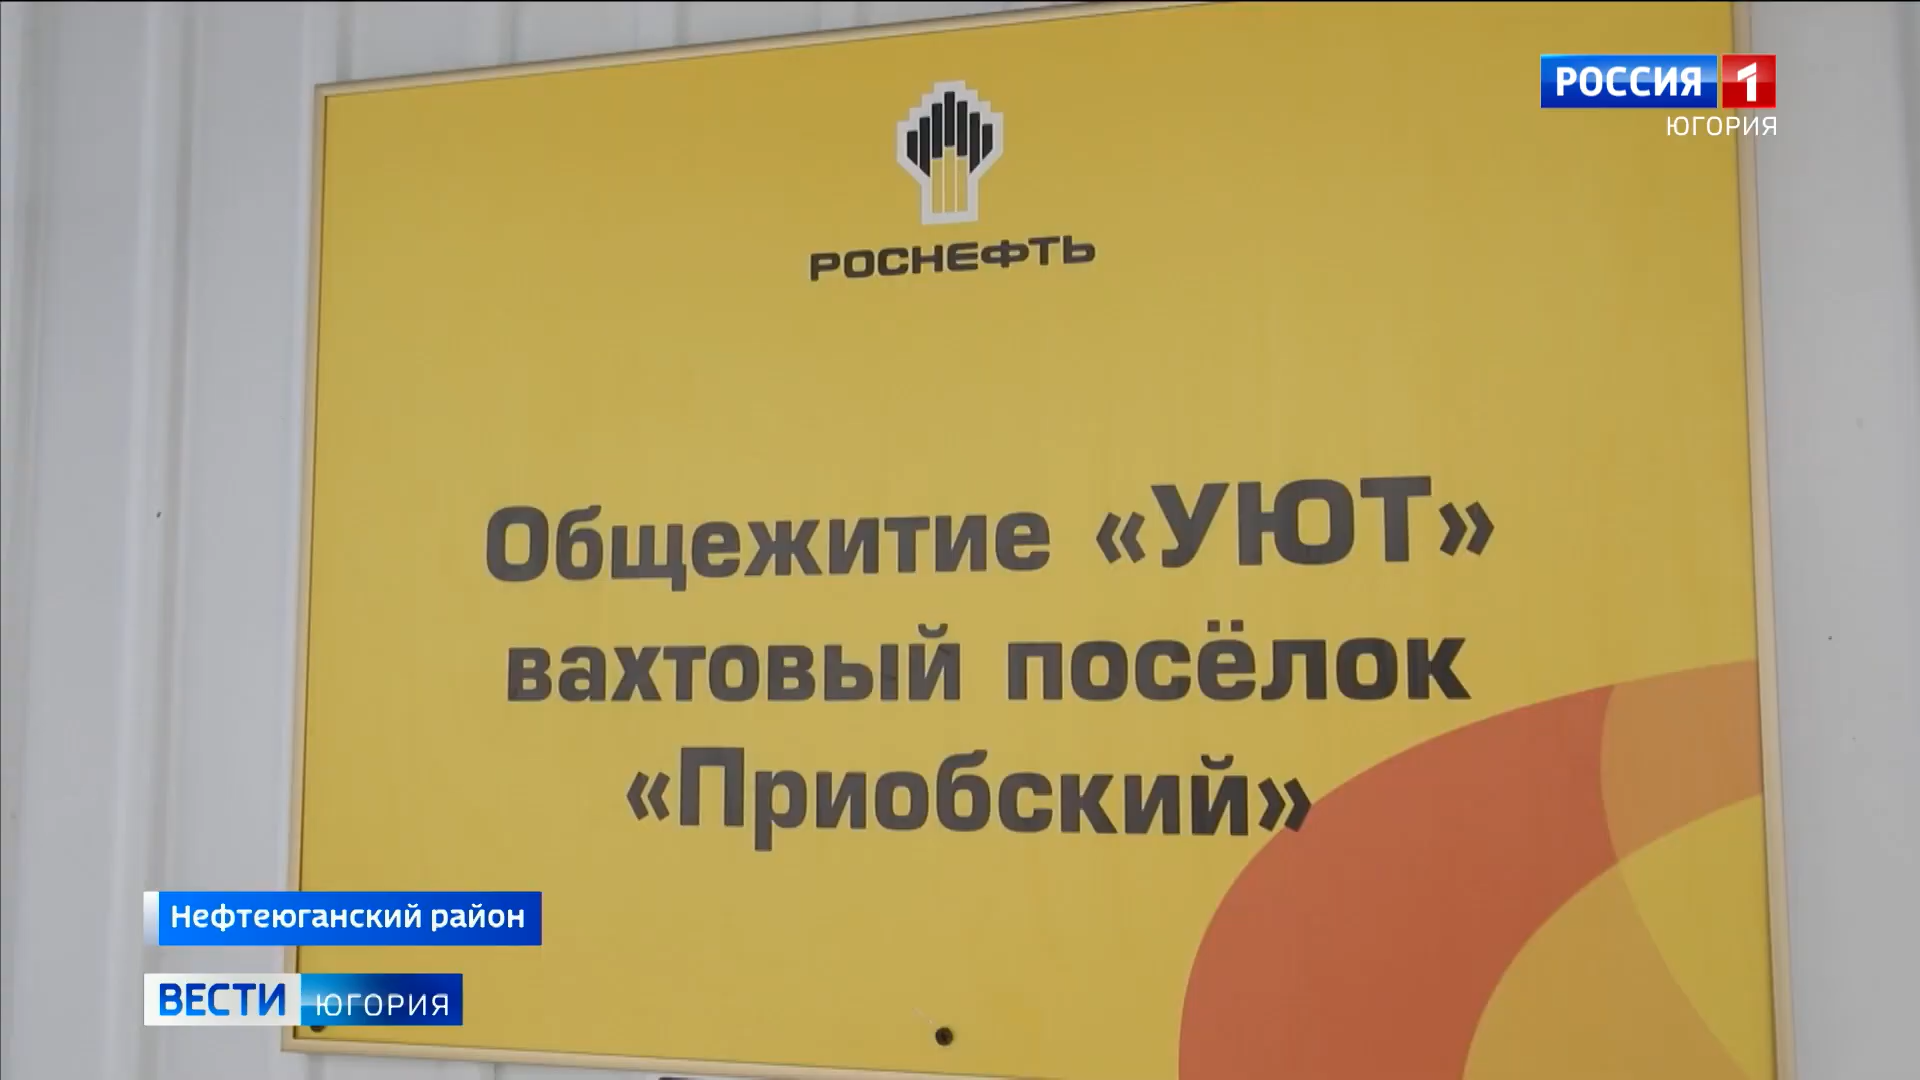 РОССИЯ 1
ЮГОРИЯ
РОСНЕФТЬ
Общежитие «УЮТ»
вахтовый посёлок
«Приобский»
Нефтеюганский район
ВЕСТИ ЮГОРИЯ